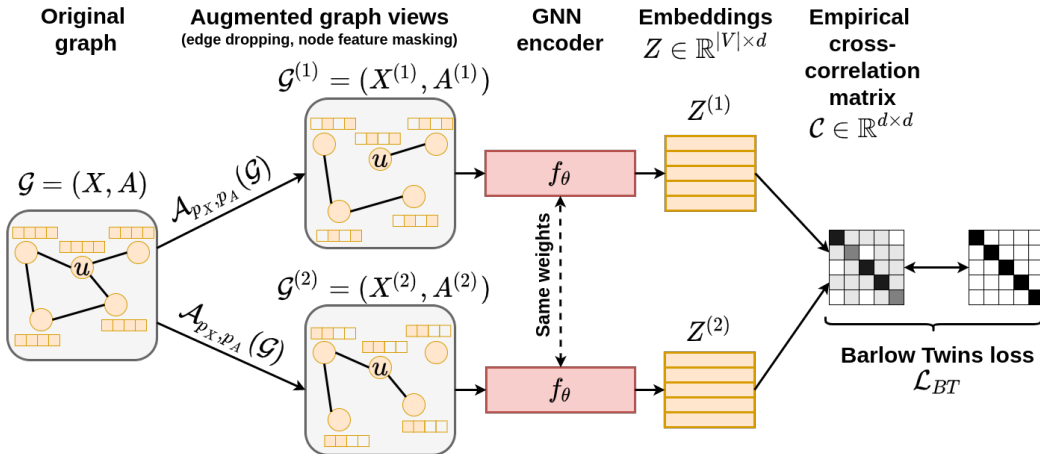 Original
graph
Augmented graph views
(edge dropping, node feature masking)
GNN
encoder
Embeddings
Z ∈ ℝ^{|V|×d}
Empirical
cross-
correlation
matrix
𝒞 ∈ ℝ^{d×d}
𝒢 = (X, A)
u
𝒜_{p_X,p_A}(𝒢)
𝒜_{p_X,p_A}(𝒢)
𝒢^{(1)} = (X^{(1)}, A^{(1)})
u
𝒢^{(2)} = (X^{(2)}, A^{(2)})
u
f_θ
Same weights
f_θ
Z^{(1)}
Z^{(2)}
Barlow Twins loss
ℒ_{BT}